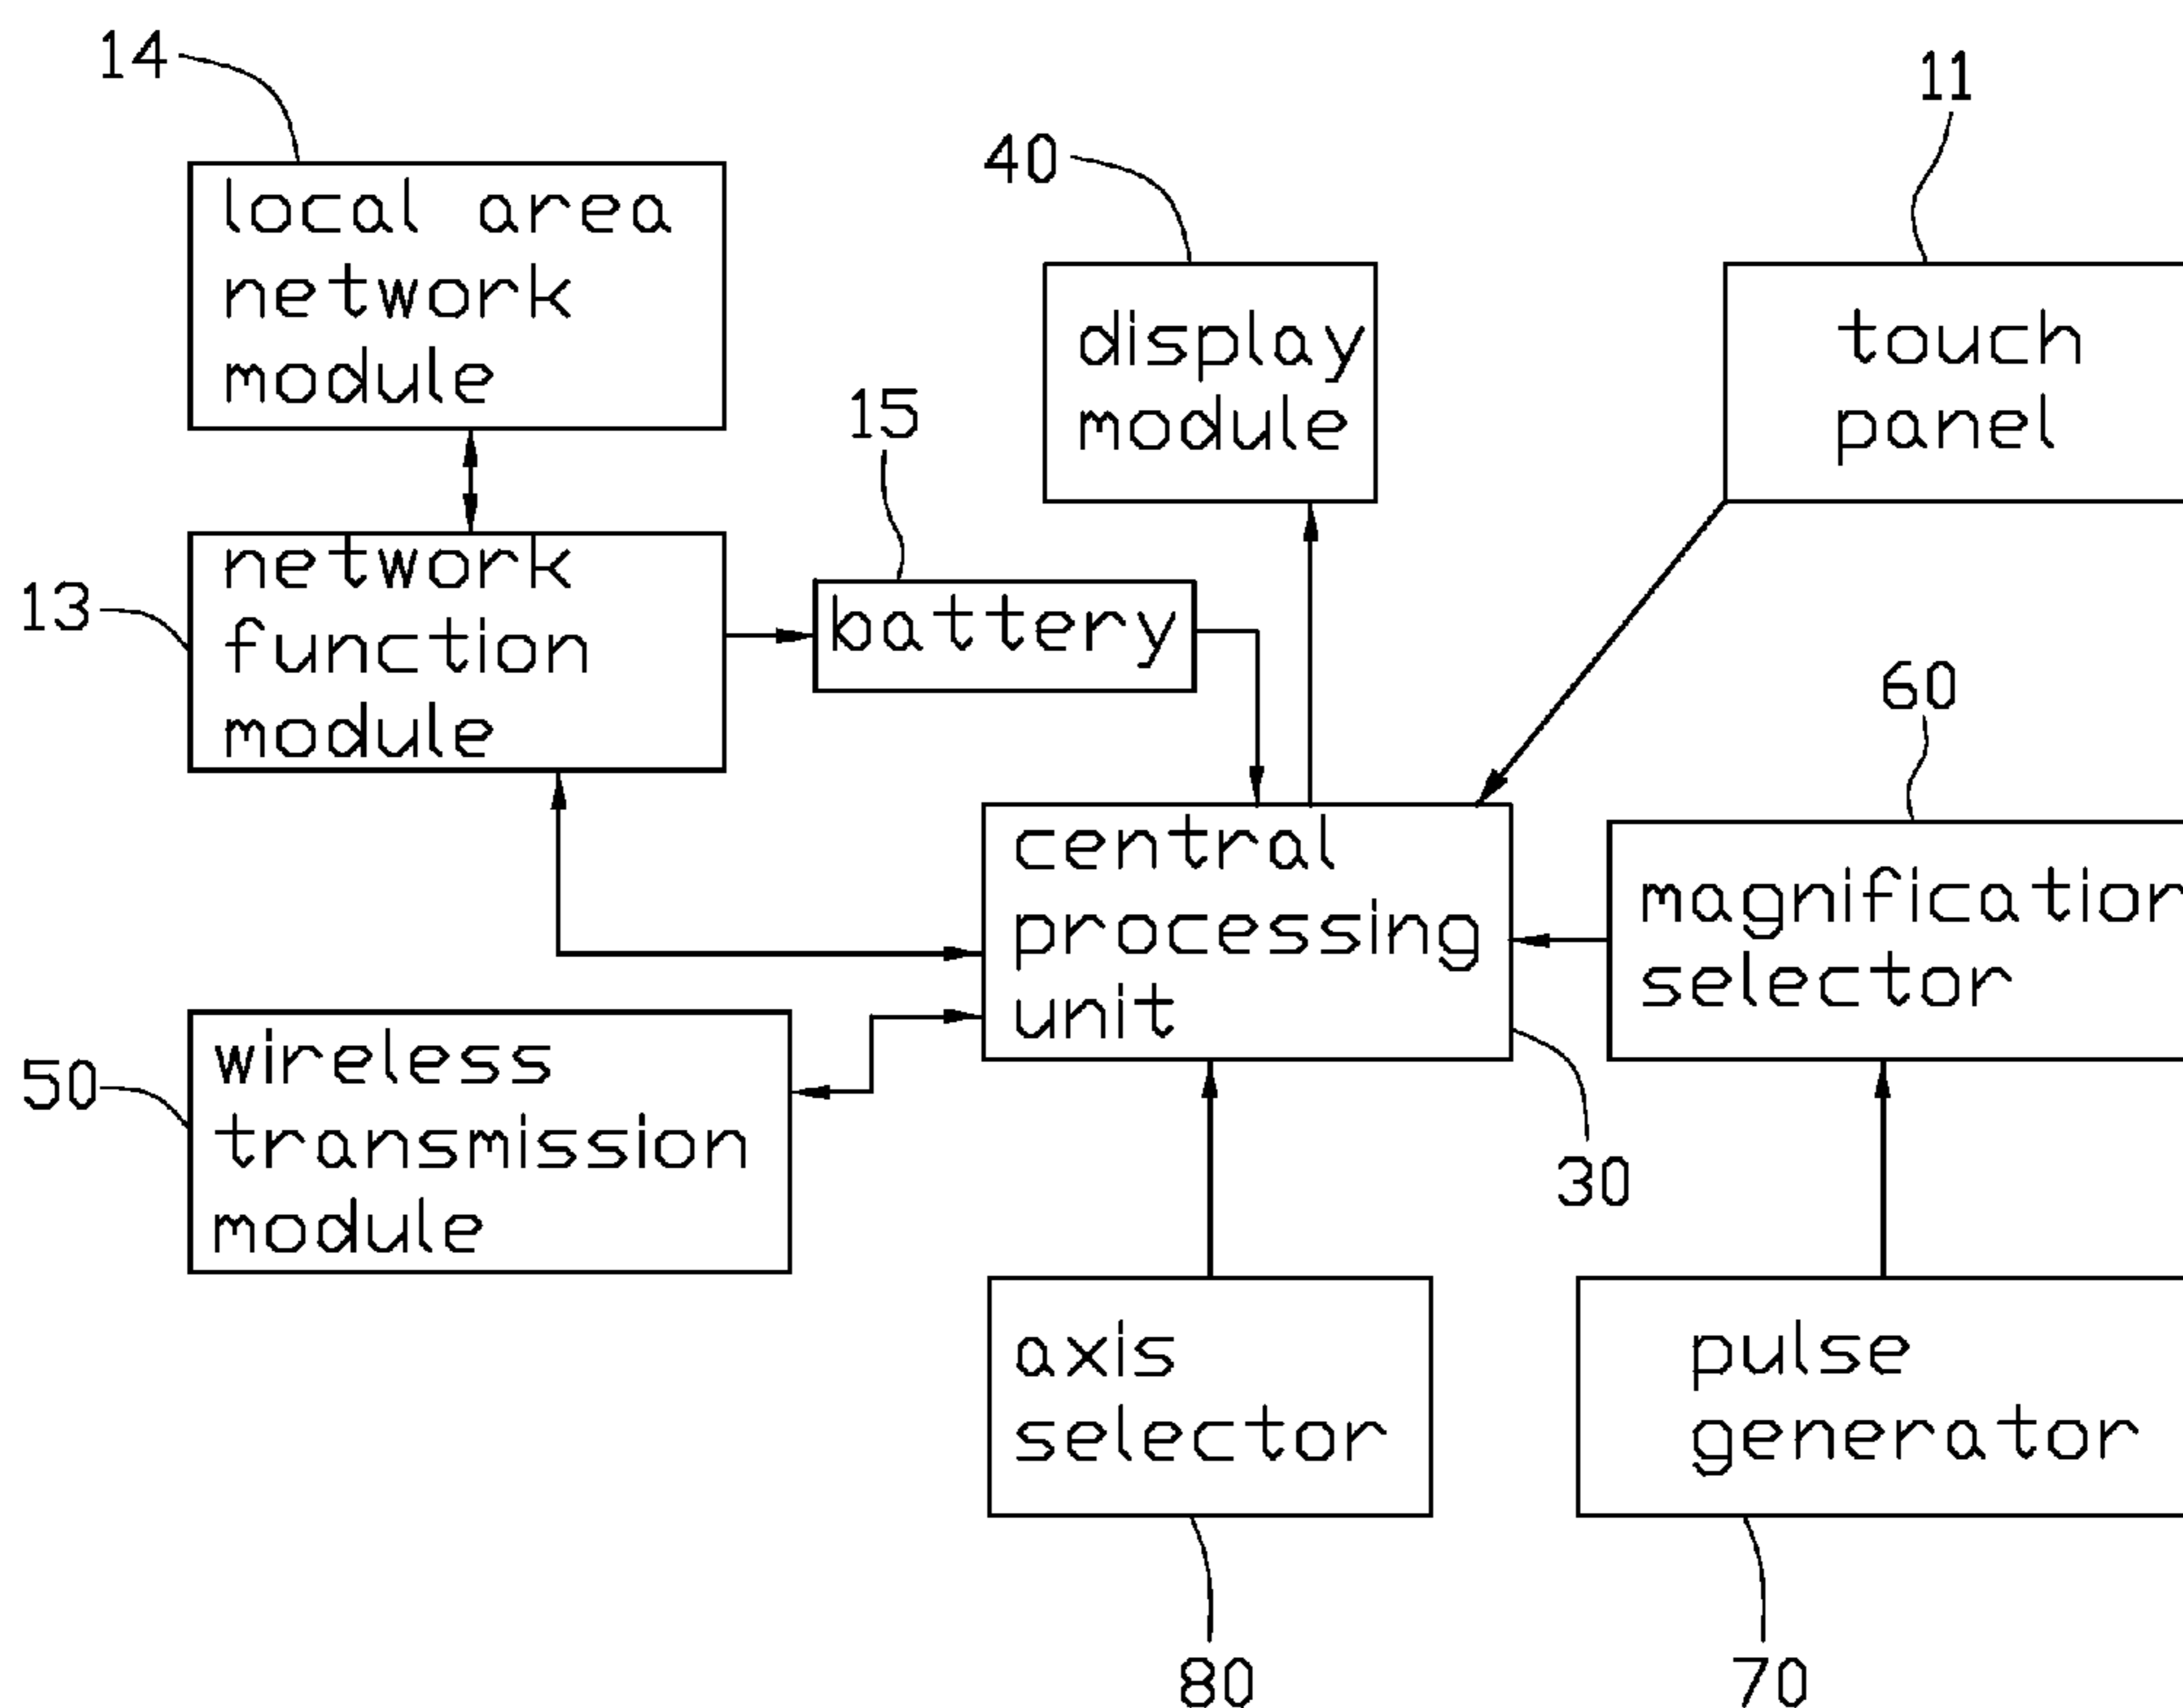 14
local area
network
module
40
display
module
11
touch
panel
15
battery
13
network
function
module
60
magnification
selector
central
processing
unit
30
50
wireless
transmission
module
axis
selector
80
pulse
generator
70